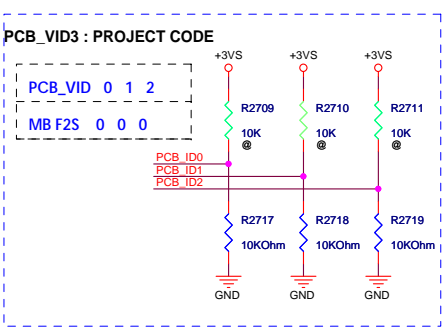 PCB_VID3 : PROJECT CODE
PCB_VID 0 1 2
MB F2S 0 0 0
+3VS +3VS +3VS
R2709 R2710 R2711
10K 10K 10K
@ @ @
PCB_ID0
PCB_ID1
PCB_ID2
R2717 R2718 R2719
10KOhm 10KOhm 10KOhm
GND GND GND